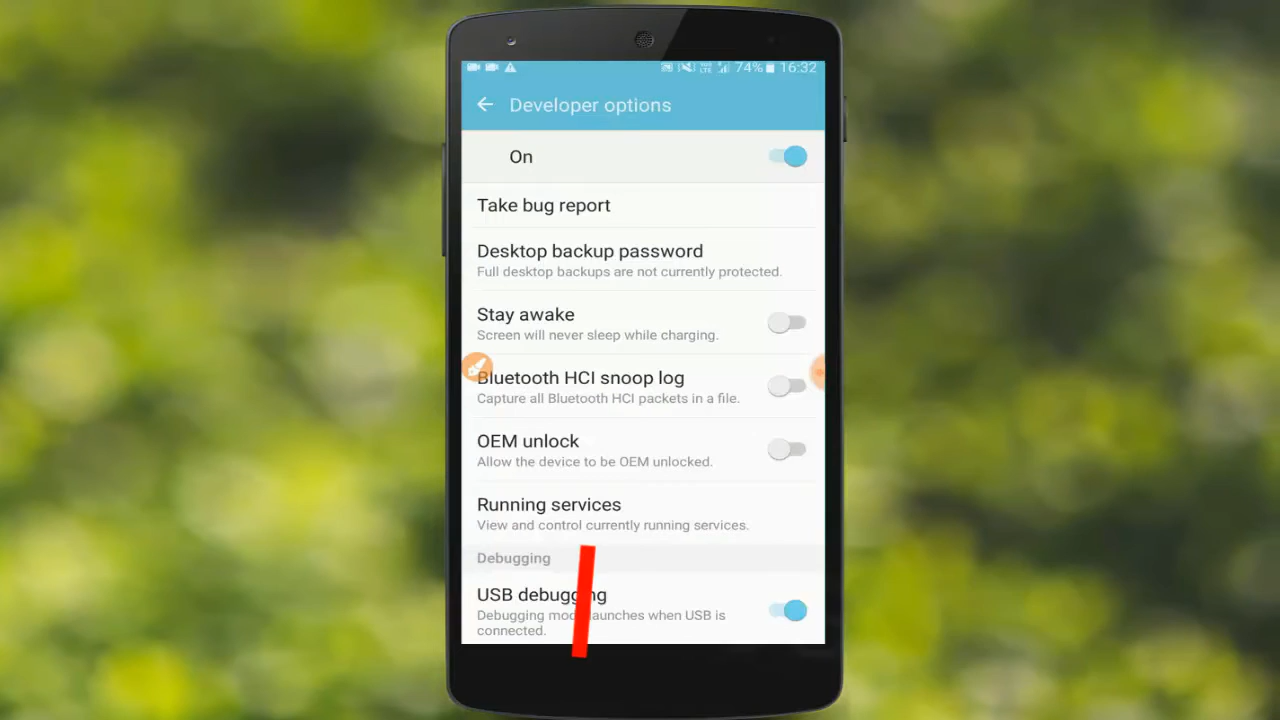 VoB LTE 74% 16:32
Developer options
On
Take bug report
Desktop backup password
Full desktop backups are not currently protected.
Stay awake
Screen will never sleep while charging.
Bluetooth HCI snoop log
Capture all Bluetooth HCI packets in a file.
OEM unlock
Allow the device to be OEM unlocked.
Running services
View and control currently running services.
Debugging
USB debugging
Debugging mode launches when USB is
connected.